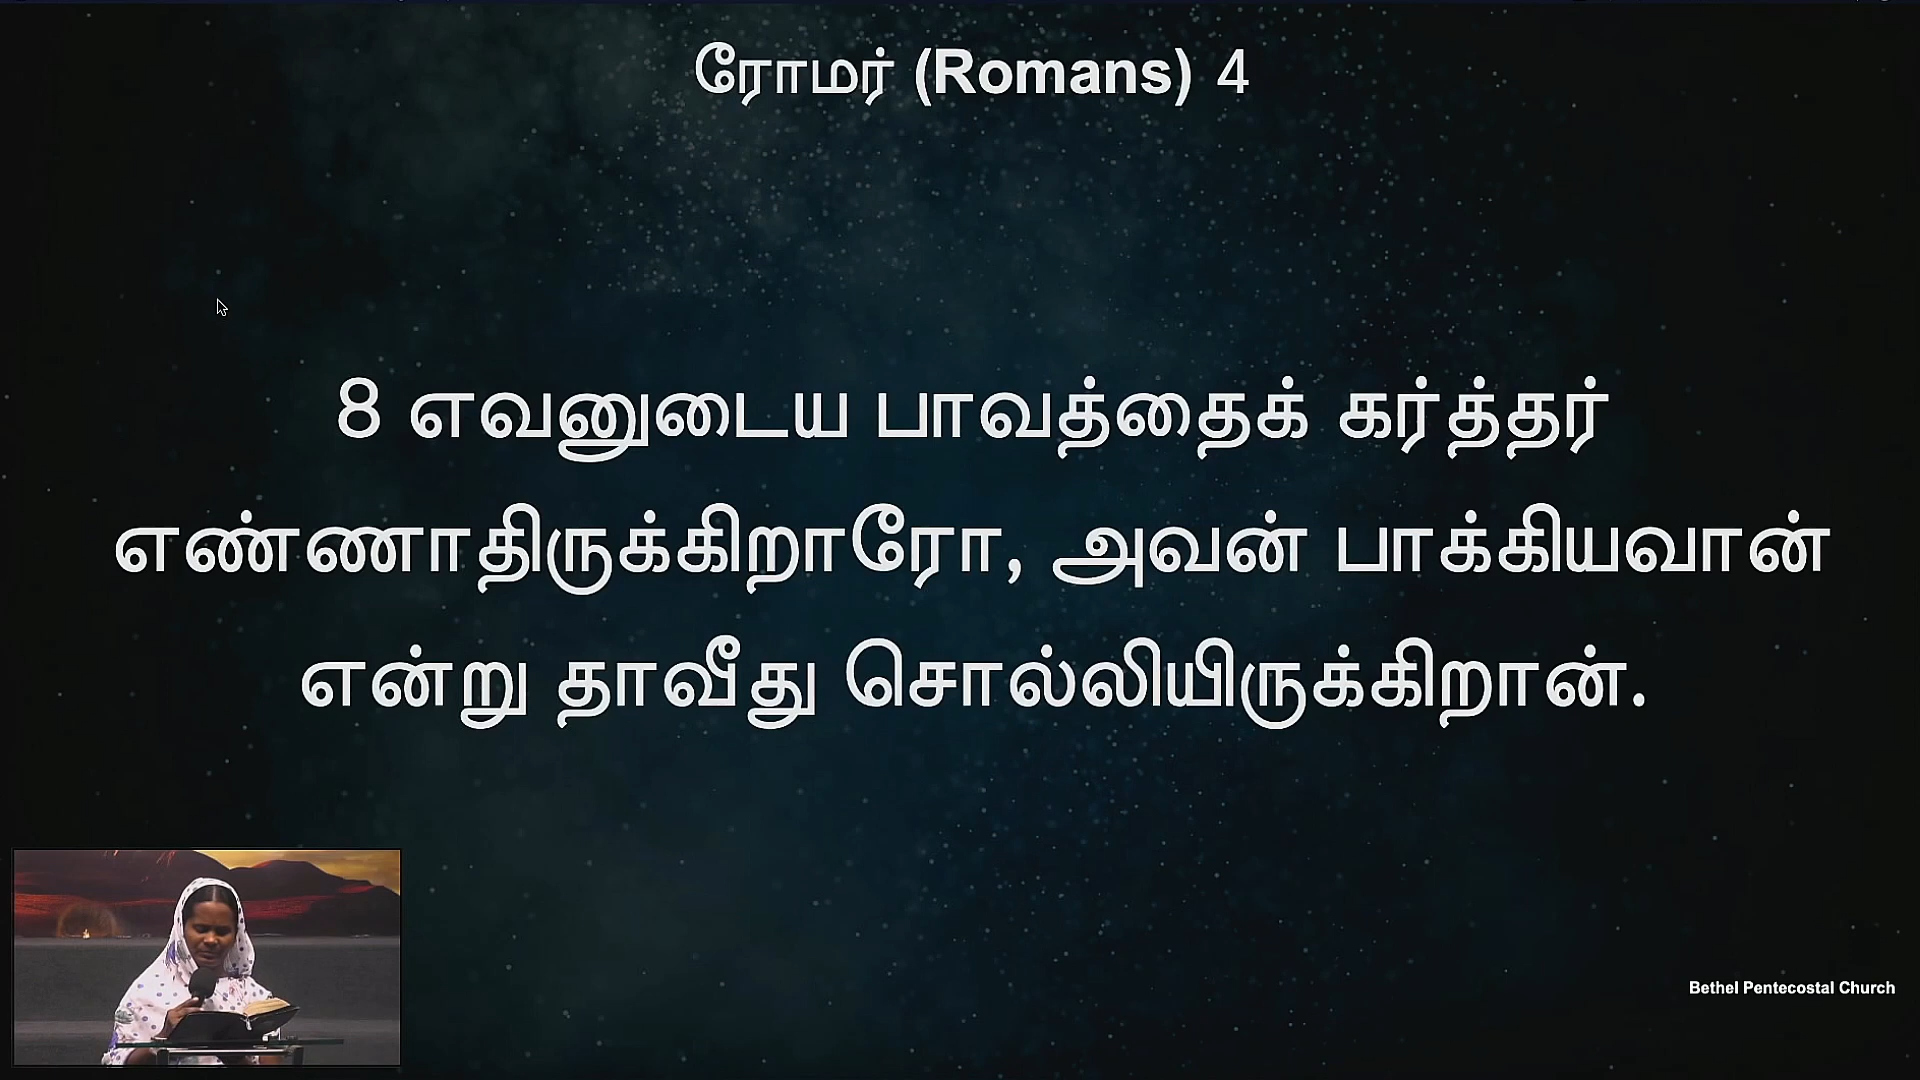 ரோமர் (Romans) 4
8 எவனுடைய பாவத்தைக் கர்த்தர்
எண்ணாதிருக்கிறாரோ, அவன் பாக்கியவான்
என்று தாவீது சொல்லியிருக்கிறான்.
Bethel Pentecostal Church